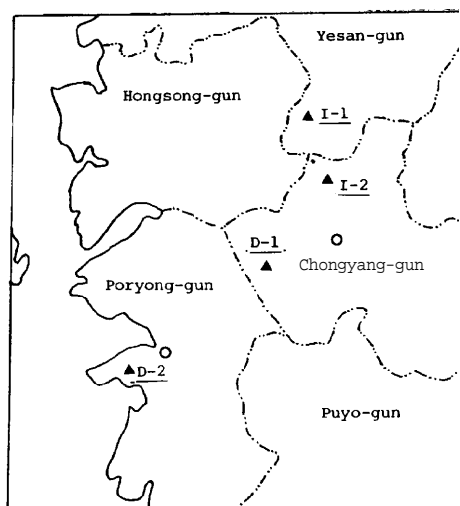 Yesan-gun
Hongsong-gun
I-1
I-2
D-1
Chongyang-gun
Poryong-gun
D-2
Puyo-gun